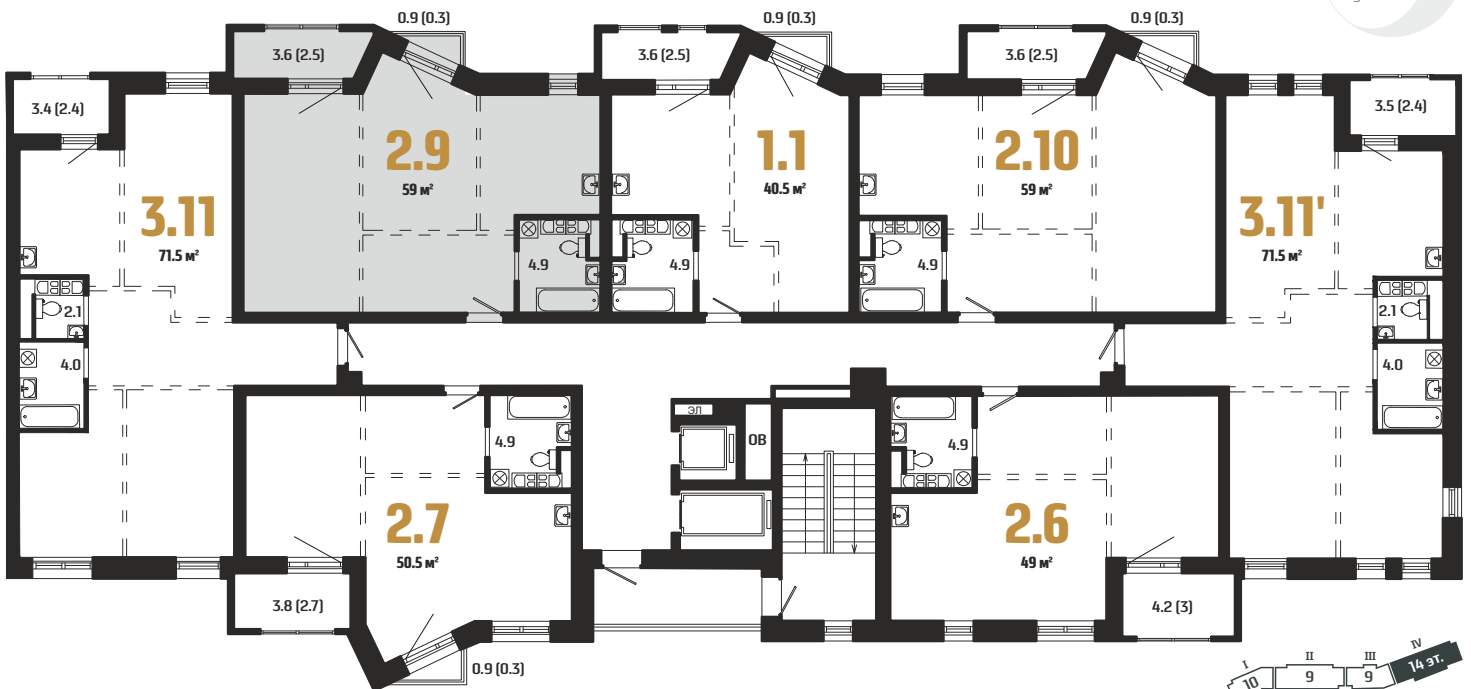 0.9 (0.3)
0.9 (0.3)
0.9 (0.3)
3.6 (2.5)
3.6 (2.5)
3.6 (2.5)
3.4 (2.4)
3.5 (2.4)
2.9
59 м²
1.1
40.5 м²
2.10
59 м²
3.11
71.5 м²
3.11'
71.5 м²
4.9
4.9
4.9
2.1
2.1
4.0
4.0
ЭЛ
ОВ
4.9
4.9
2.7
50.5 м²
2.6
49 м²
3.8 (2.7)
4.2 (3)
0.9 (0.3)
I
II
III
IV
10
9
9
14 эт.